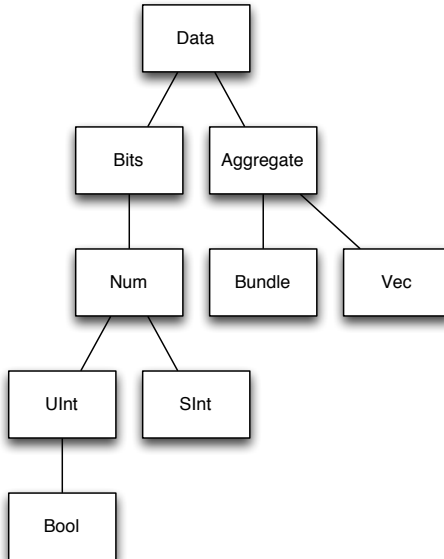 Data
Bits
Aggregate
Num
Bundle
Vec
UInt
SInt
Bool